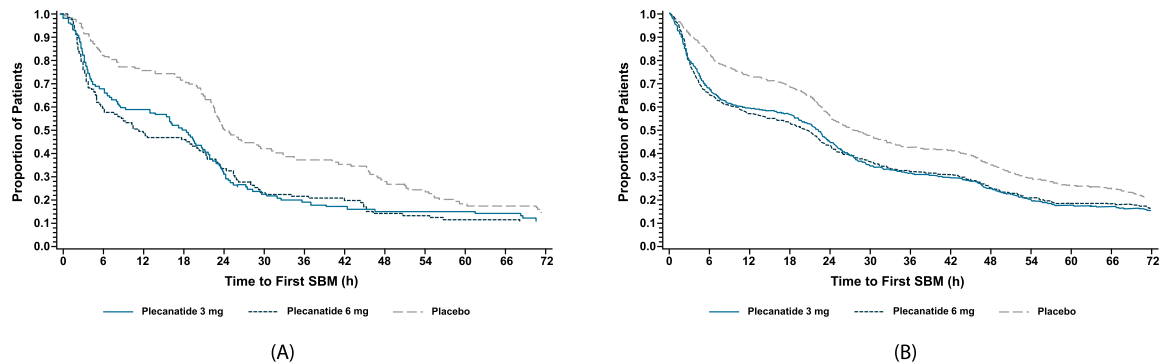 Proportion of Patients
1.0
0.9
0.8
0.7
0.6
0.5
0.4
0.3
0.2
0.1
0.0
0 6 12 18 24 30 36 42 48 54 60 66 72
Time to First SBM (h)
Plecanatide 3 mg Plecanatide 6 mg Placebo
(A)
Proportion of Patients
1.0
0.9
0.8
0.7
0.6
0.5
0.4
0.3
0.2
0.1
0.0
0 6 12 18 24 30 36 42 48 54 60 66 72
Time to First SBM (h)
Plecanatide 3 mg Plecanatide 6 mg Placebo
(B)